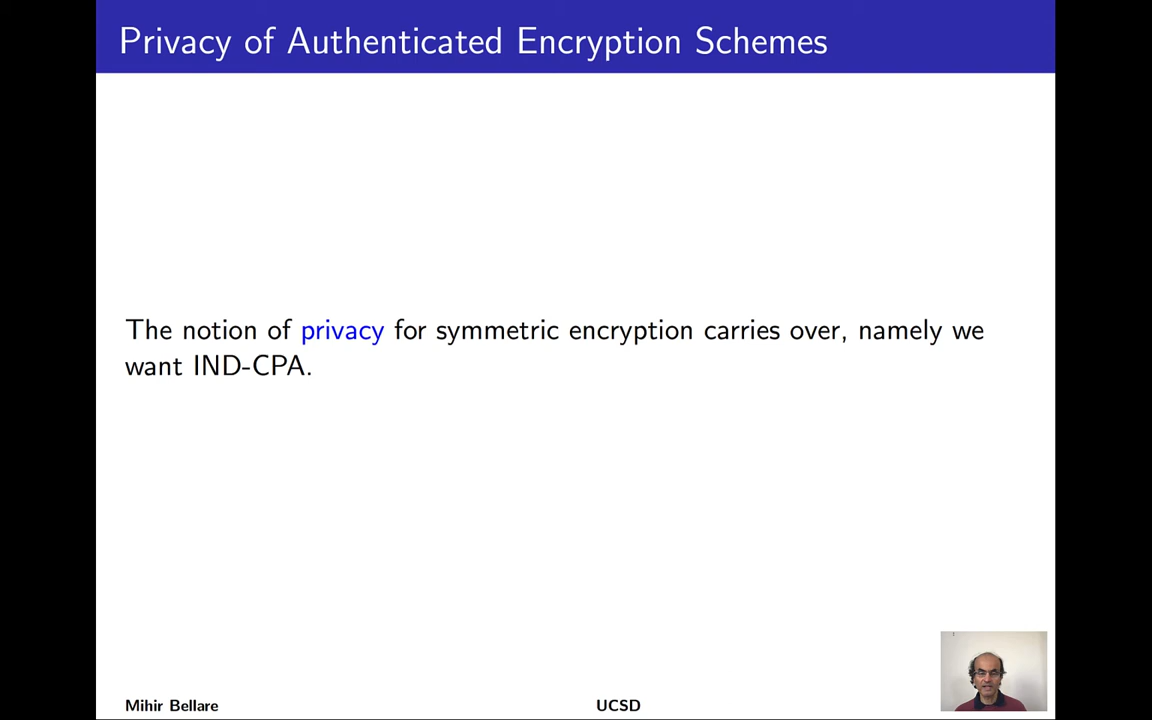 Privacy of Authenticated Encryption Schemes
The notion of privacy for symmetric encryption carries over, namely we
want IND-CPA.
Mihir Bellare
UCSD